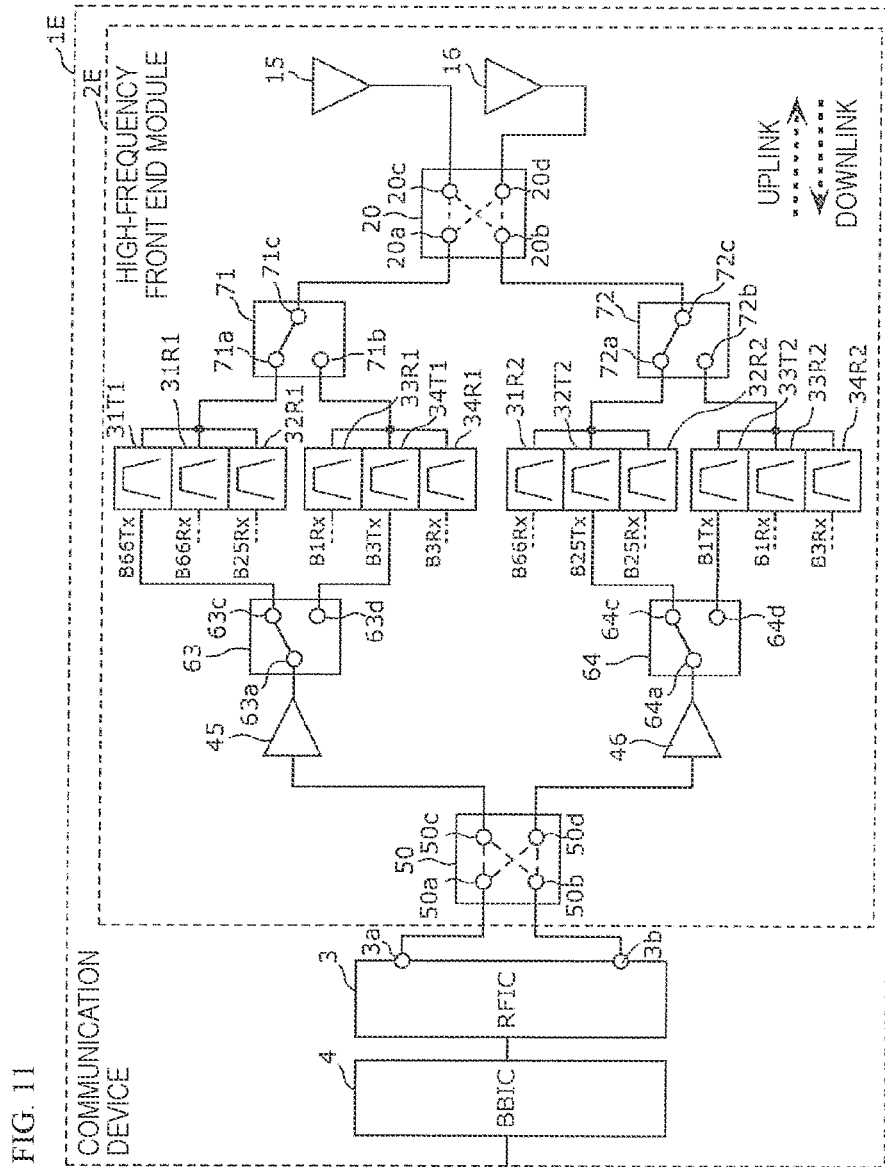 FIG. 11
COMMUNICATION
DEVICE
1E
2E
HIGH-FREQUENCY
FRONT END MODULE
4
BBIC
3
RFIC
3a
3b
50
50a
50c
50b
50d
45
46
63
63a
63c
63d
64
64a
64c
64d
B66Tx
B66Rx
B25Rx
B1Rx
B3Tx
B3Rx
B66Rx
B25Tx
B25Rx
B1Tx
B1Rx
B3Rx
31T1
31R1
32R1
33R1
34T1
34R1
31R2
32T2
32R2
33T2
33R2
34R2
71
71a
71c
71b
72
72a
72c
72b
20
20a
20c
20b
20d
15
16
UPLINK
DOWNLINK